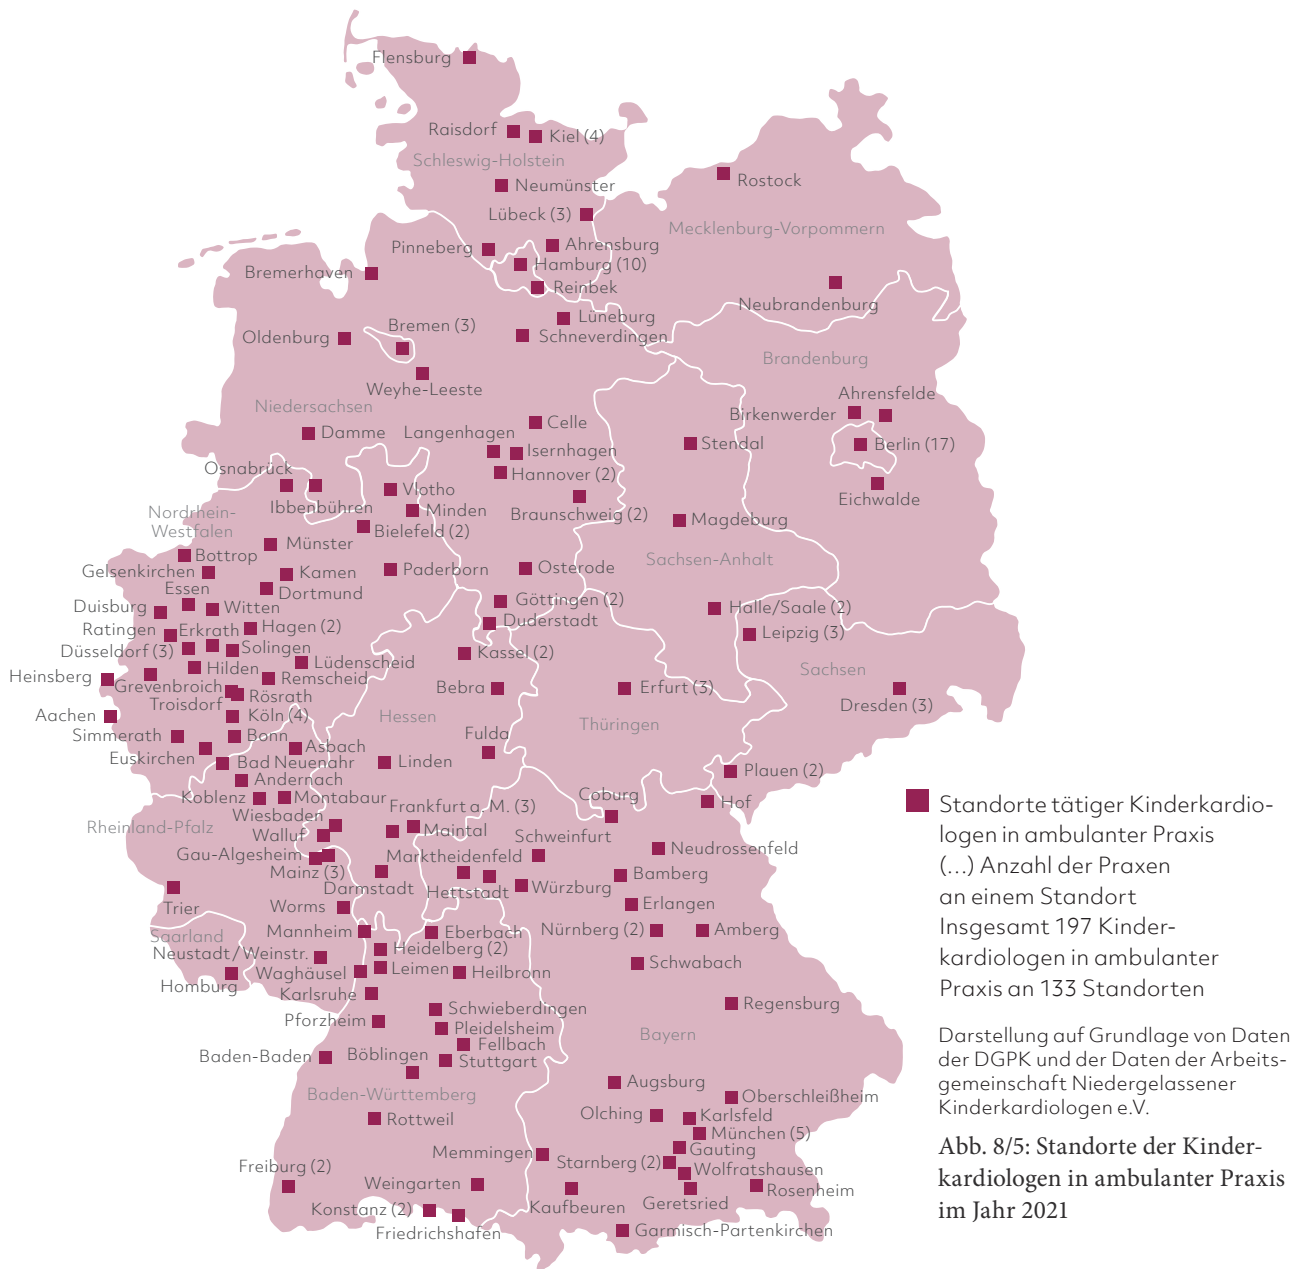 Flensburg
Raisdorf
Kiel (4)
Schleswig-Holstein
Neumünster
Rostock
Lübeck (3)
Mecklenburg-Vorpommern
Pinneberg
Ahrensburg
Hamburg (10)
Bremerhaven
Reinbek
Neubrandenburg
Lüneburg
Bremen (3)
Oldenburg
Schneverdingen
Brandenburg
Weyhe-Leeste
Ahrensfelde
Niedersachsen
Birkenwerder
Celle
Damme
Langenhagen
Stendal
Berlin (17)
Isernhagen
Osnabrück
Hannover (2)
Vlotho
Eichwalde
Ibbenbühren
Nordrhein-
Westfalen
Minden
Braunschweig (2)
Magdeburg
Bielefeld (2)
Münster
Bottrop
Sachsen-Anhalt
Gelsenkirchen
Kamen
Paderborn
Osterode
Essen
Dortmund
Duisburg
Witten
Göttingen (2)
Halle/Saale (2)
Duderstadt
Ratingen
Erkrath
Hagen (2)
Leipzig (3)
Düsseldorf (3)
Solingen
Kassel (2)
Lüdenscheid
Hilden
Sachsen
Heinsberg
Remscheid
Grevenbroich
Bebra
Erfurt (3)
Rösrath
Troisdorf
Dresden (3)
Aachen
Köln (4)
Hessen
Thüringen
Simmerath
Bonn
Fulda
Asbach
Euskirchen
Bad Neuenahr
Linden
Plauen (2)
Andernach
Koblenz
Montabaur
Coburg
Hof
Frankfurt a. M. (3)
Wiesbaden
Rheinland-Pfalz
Walluf
Maintal
Schweinfurt
Neudrossenfeld
Gau-Algesheim
Marktheidenfeld
Mainz (3)
Bamberg
Darmstadt
Hettstadt
Würzburg
Trier
Worms
Erlangen
Saarland
Mannheim
Eberbach
Nürnberg (2)
Amberg
Heidelberg (2)
Neustadt/Weinstr.
Schwabach
Waghäusel
Leimen
Heilbronn
Homburg
Karlsruhe
Regensburg
Schwieberdingen
Pforzheim
Pleidelsheim
Bayern
Fellbach
Baden-Baden
Böblingen
Stuttgart
Augsburg
Baden-Württemberg
Oberschleißheim
Rottweil
Olching
Karlsfeld
München (5)
Memmingen
Gauting
Freiburg (2)
Starnberg (2)
Wolfratshausen
Weingarten
Rosenheim
Kaufbeuren
Geretsried
Konstanz (2)
Friedrichshafen
Garmisch-Partenkirchen
Standorte tätiger Kinderkardio-
logen in ambulanter Praxis
(...) Anzahl der Praxen
an einem Standort
Insgesamt 197 Kinder-
kardiologen in ambulanter
Praxis an 133 Standorten
Darstellung auf Grundlage von Daten
der DGPK und der Daten der Arbeits-
gemeinschaft Niedergelassener
Kinderkardiologen e.V.
Abb. 8/5: Standorte der Kinder-
kardiologen in ambulanter Praxis
im Jahr 2021